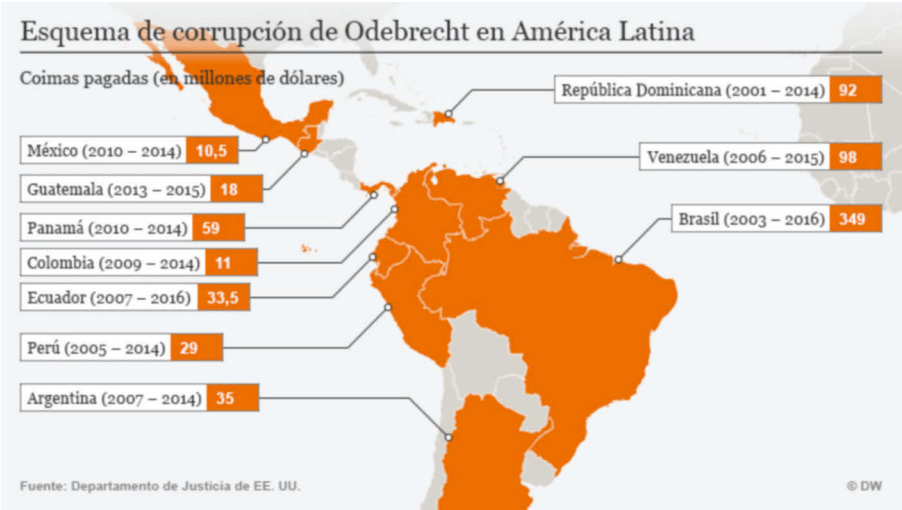 Esquema de corrupción de Odebrecht en América Latina
Coimas pagadas (en millones de dólares)
República Dominicana (2001 – 2014) 92
México (2010 – 2014) 10,5
Venezuela (2006 – 2015) 98
Guatemala (2013 – 2015) 18
Brasil (2003 – 2016) 349
Panamá (2010 – 2014) 59
Colombia (2009 – 2014) 11
Ecuador (2007 – 2016) 33,5
Perú (2005 – 2014) 29
Argentina (2007 – 2014) 35
Fuente: Departamento de Justicia de EE. UU.
© DW